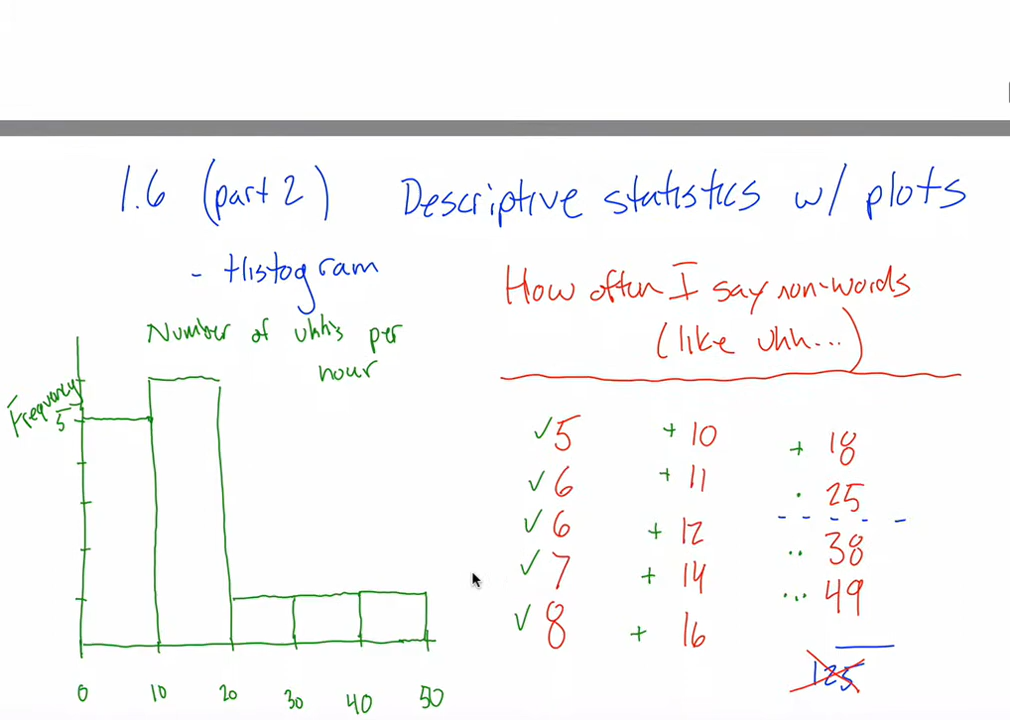 1.6 (part 2) Descriptive statistics w/ plots
- Histogram
Number of uhh's per
hour
Frequency
5
0 10 20 30 40 50
How often I say non-words
(like uhh...)
✓ 5 + 10 + 18
✓ 6 + 11 · 25
✓ 6 + 12 ·· 38
✓ 7 + 14 ··· 49
✓ 8 + 16
125